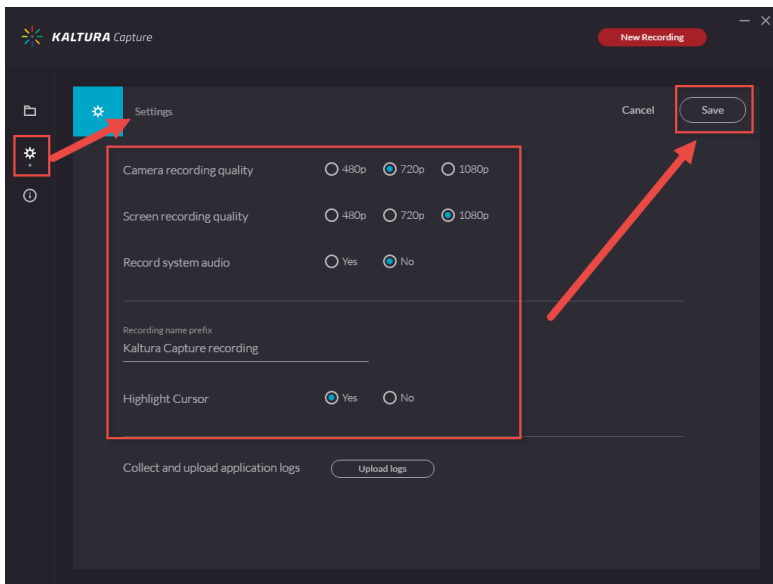 KALTURA Capture
New Recording
Settings
Cancel
Save
Camera recording quality 480p 720p 1080p
Screen recording quality 480p 720p 1080p
Record system audio Yes No
Recording name prefix
Kaltura Capture recording
Highlight Cursor Yes No
Collect and upload application logs Upload logs